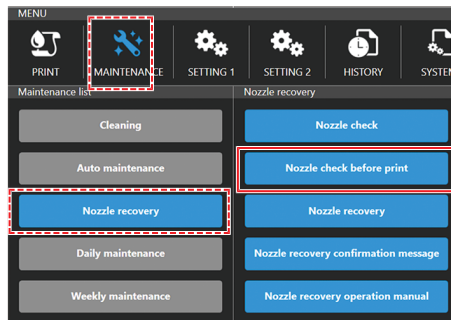 MENU
PRINT MAINTENANCE SETTING 1 SETTING 2 HISTORY SYSTEM
Maintenance list Nozzle recovery
Cleaning Nozzle check
Auto maintenance Nozzle check before print
Nozzle recovery Nozzle recovery
Daily maintenance Nozzle recovery confirmation message
Weekly maintenance Nozzle recovery operation manual